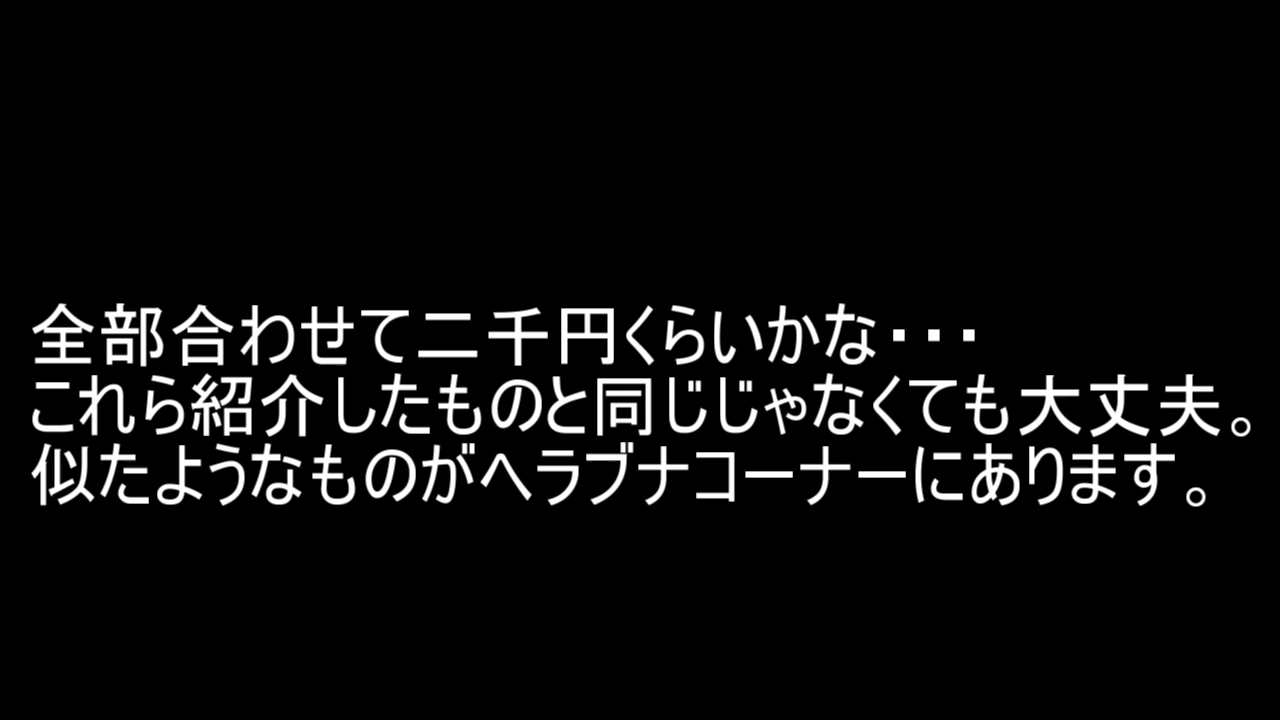 全部合わせて二千円くらいかな・・・
これら紹介したものと同じじゃなくても大丈夫。
似たようなものがヘラブナコーナーにあります。